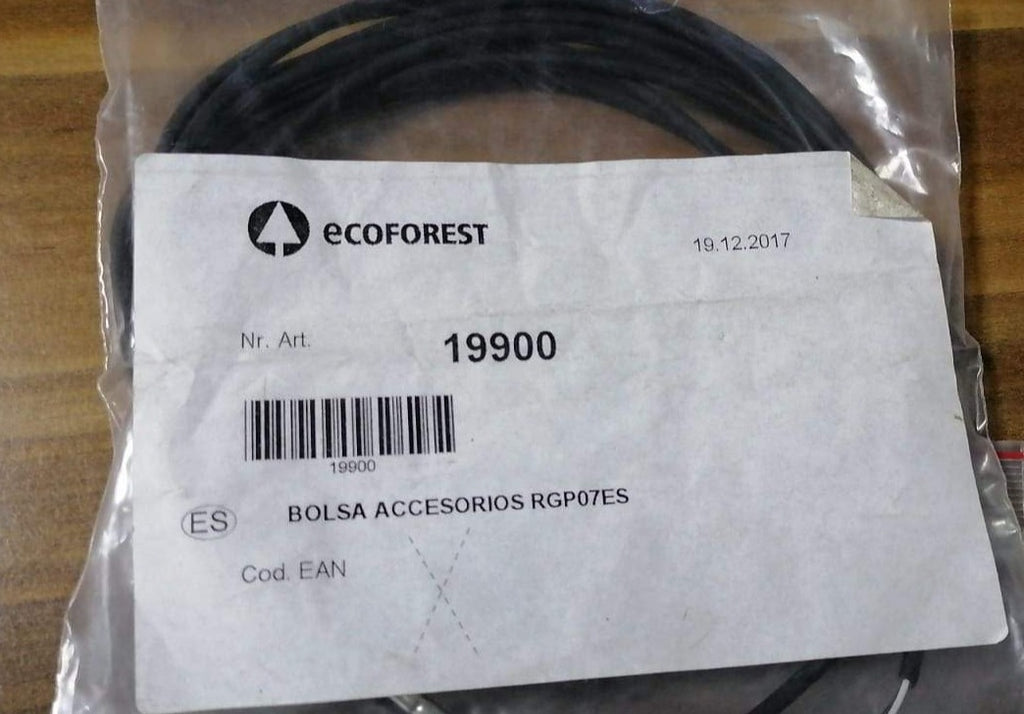 ecoforest
19.12.2017
Nr. Art. 19900
19900
ES BOLSA ACCESORIOS RGP07ES
Cod. EAN